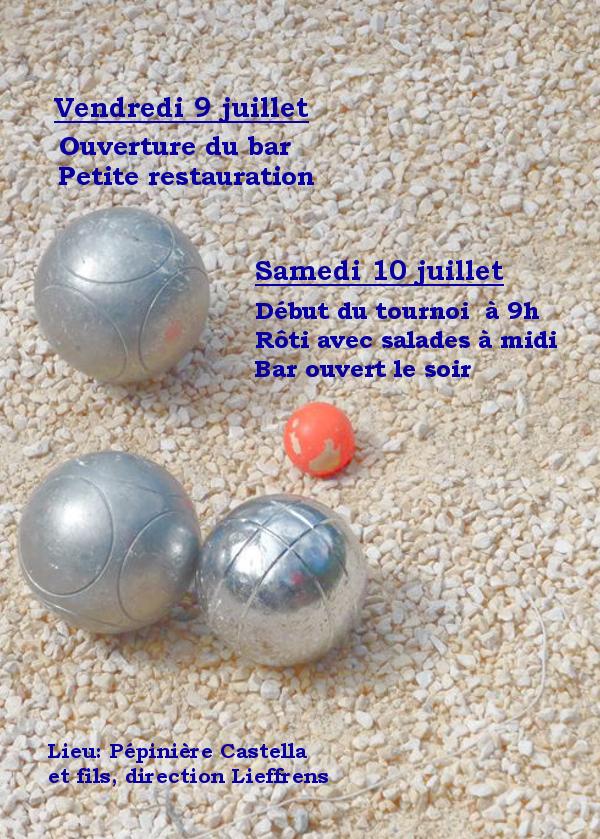 Vendredi 9 juillet
Ouverture du bar
Petite restauration
Samedi 10 juillet
Début du tournoi à 9h
Rôti avec salades à midi
Bar ouvert le soir
Lieu: Pépinière Castella
et fils, direction Lieffrens